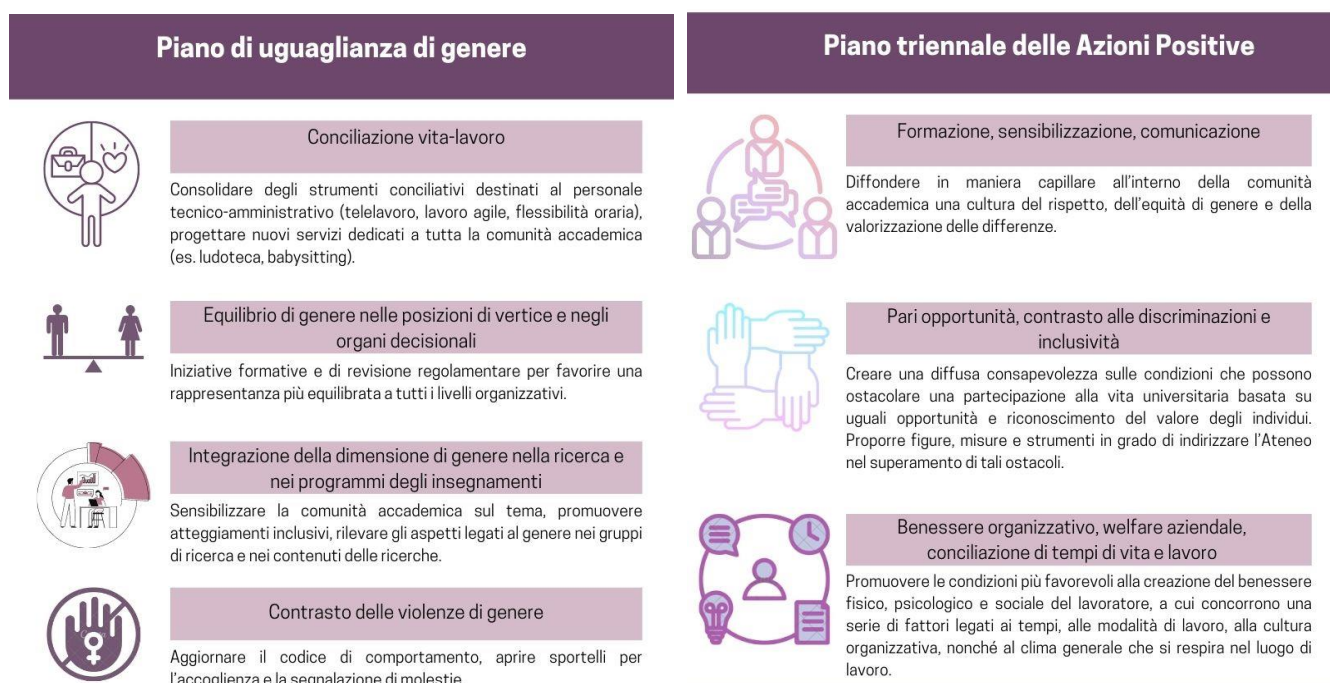 Piano di uguaglianza di genere
Conciliazione vita-lavoro
Consolidare degli strumenti conciliativi destinati al personale
tecnico-amministrativo (telelavoro, lavoro agile, flessibilità oraria),
progettare nuovi servizi dedicati a tutta la comunità accademica
(es. ludoteca, babysitting).
Equilibrio di genere nelle posizioni di vertice e negli
organi decisionali
Iniziative formative e di revisione regolamentare per favorire una
rappresentanza più equilibrata a tutti i livelli organizzativi.
Integrazione della dimensione di genere nella ricerca e
nei programmi degli insegnamenti
Sensibilizzare la comunità accademica sul tema, promuovere
atteggiamenti inclusivi, rilevare gli aspetti legati al genere nei gruppi
di ricerca e nei contenuti delle ricerche.
Contrasto delle violenze di genere
Aggiornare il codice di comportamento, aprire sportelli per
l'accoglienza e la segnalazione di molestie.
Piano triennale delle Azioni Positive
Formazione, sensibilizzazione, comunicazione
Diffondere in maniera capillare all'interno della comunità
accademica una cultura del rispetto, dell'equità di genere e della
valorizzazione delle differenze.
Pari opportunità, contrasto alle discriminazioni e
inclusività
Creare una diffusa consapevolezza sulle condizioni che possono
ostacolare una partecipazione alla vita universitaria basata su
uguali opportunità e riconoscimento del valore degli individui.
Proporre figure, misure e strumenti in grado di indirizzare l'Ateneo
nel superamento di tali ostacoli.
Benessere organizzativo, welfare aziendale,
conciliazione di tempi di vita e lavoro
Promuovere le condizioni più favorevoli alla creazione del benessere
fisico, psicologico e sociale del lavoratore, a cui concorrono una
serie di fattori legati ai tempi, alle modalità di lavoro, alla cultura
organizzativa, nonché al clima generale che si respira nel luogo di
lavoro.